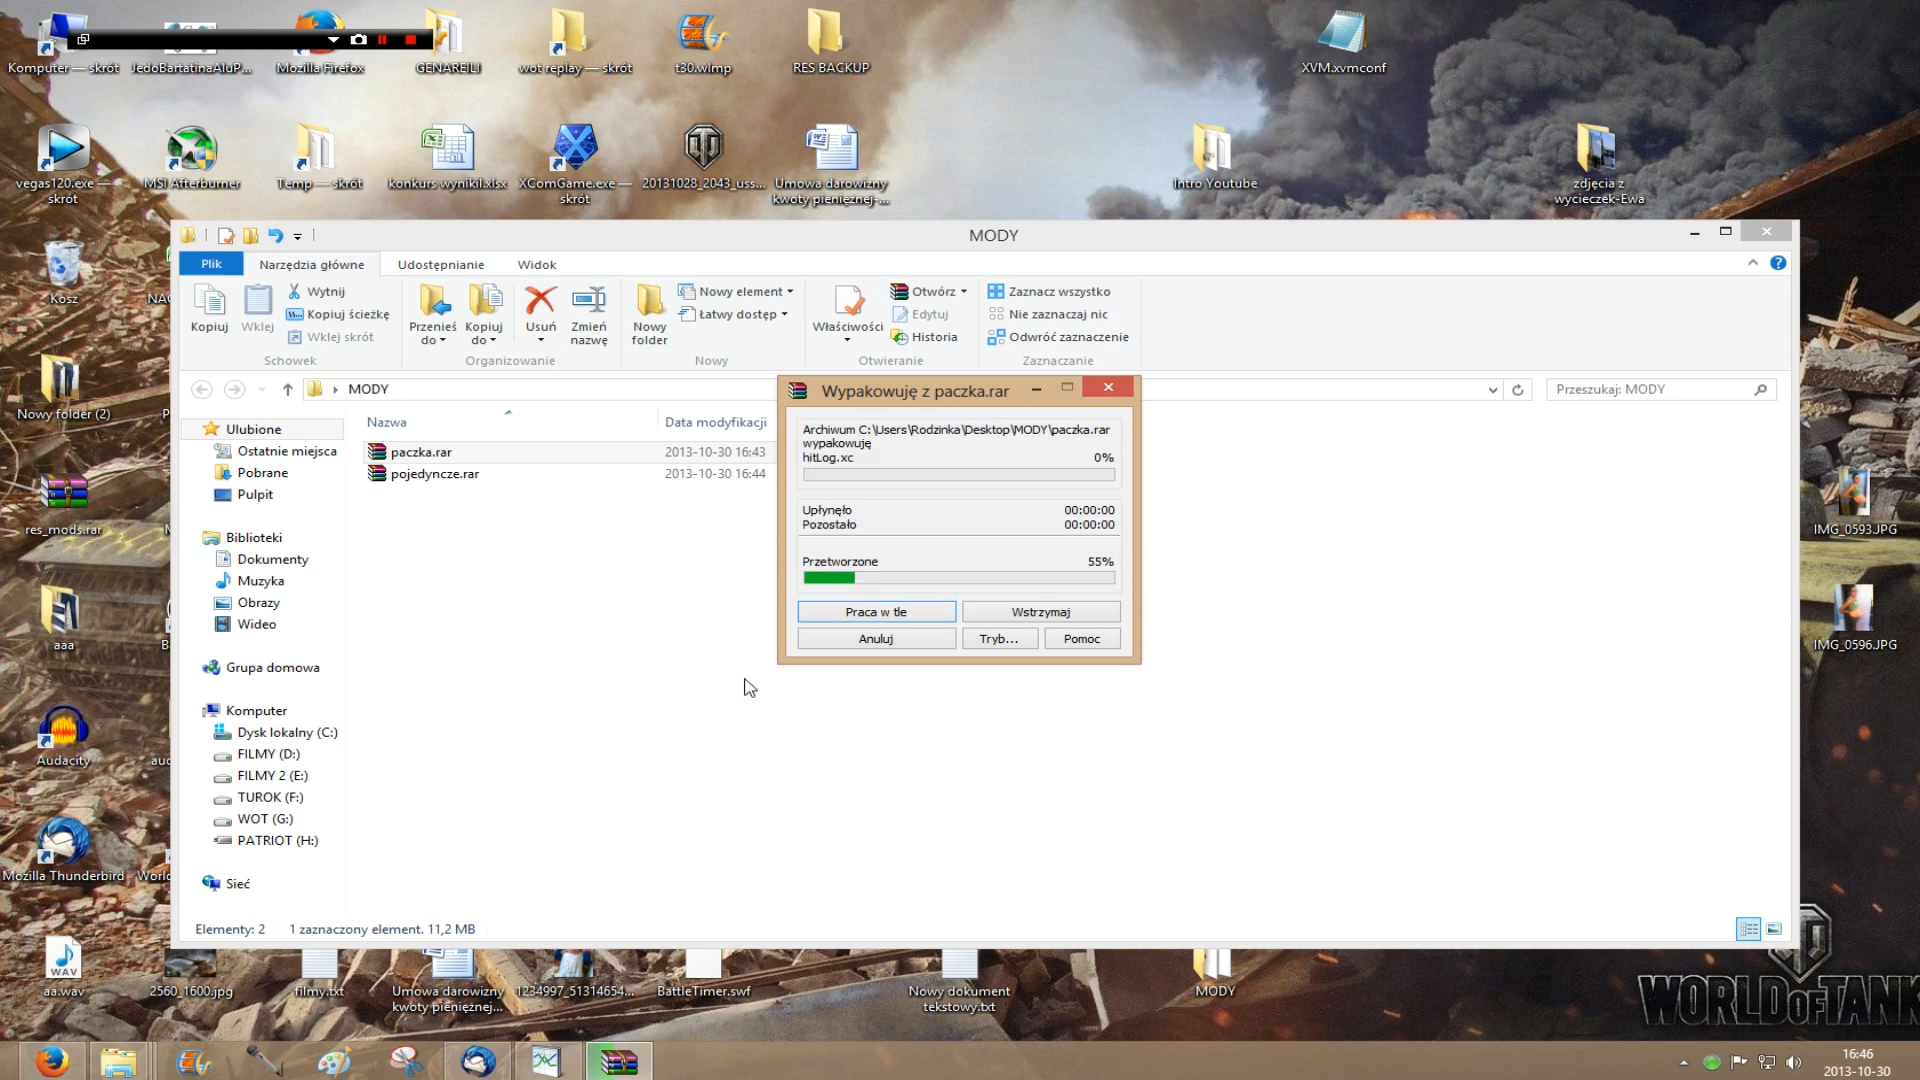 Komputer — skrót
JedoBartatinaAluP...
Mozilla Firefox
GENAREILI
wot replay — skrót
t30.wlmp
RES BACKUP
XVM.xvmconf
vegas120.exe —
skrót
MSI Afterburner
Temp — skrót
konkurs wynikil.xlsx
XComGame.exe —
skrót
20131028_2043_uss...
Umowa darowizny
kwoty pieniężnej-...
Intro Youtube
zdjęcia z
wycieczek-Ewa
MODY
Plik
Narzędzia główne
Udostępnianie
Widok
Kopiuj
Wklej
Wytnij
Kopiuj ścieżkę
Wklej skrót
Schowek
Przenieś
do
Kopiuj
do
Usuń
Zmień
nazwę
Organizowanie
Nowy
folder
Nowy element
Łatwy dostęp
Nowy
Właściwości
Otwórz
Edytuj
Historia
Otwieranie
Zaznacz wszystko
Nie zaznaczaj nic
Odwróć zaznaczenie
Zaznaczanie
MODY
Przeszukaj: MODY
Nazwa
Data modyfikacji
paczka.rar
2013-10-30 16:43
pojedyncze.rar
2013-10-30 16:44
Ulubione
Ostatnie miejsca
Pobrane
Pulpit
Biblioteki
Dokumenty
Muzyka
Obrazy
Wideo
Grupa domowa
Komputer
Dysk lokalny (C:)
FILMY (D:)
FILMY 2 (E:)
TUROK (F:)
WOT (G:)
PATRIOT (H:)
Sieć
Elementy: 2
1 zaznaczony element. 11,2 MB
Wypakowuję z paczka.rar
Archiwum C:\Users\Rodzinka\Desktop\MODY\paczka.rar
wypakowuję
hitLog.xc
0%
Upłynęło
00:00:00
Pozostało
00:00:00
Przetworzone
55%
Praca w tle
Wstrzymaj
Anuluj
Tryb...
Pomoc
Kosz
NA
Nowy folder (2)
P
res_mods.rar
aaa
B
Audacity
aud
Mozilla Thunderbird
World
IMG_0593.JPG
IMG_0596.JPG
WAV
aa.wav
2560_1600.jpg
filmy.txt
Umowa darowizny
kwoty pieniężnej...
1234997_51314654...
BattleTimer.swf
Nowy dokument
tekstowy.txt
MODY
WORLD OF TANK
16:46
2013-10-30